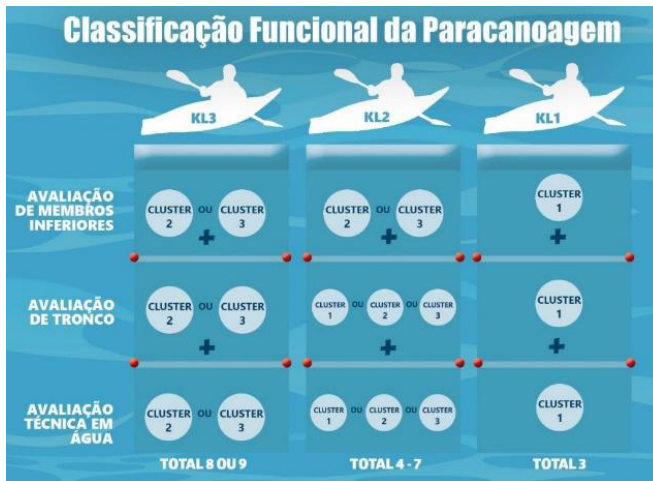 Classificação Funcional da Paracanoagem
KL3 KL2 KL1
AVALIAÇÃO
DE MEMBROS
INFERIORES
CLUSTER 2 OU CLUSTER 3
+
CLUSTER 2 OU CLUSTER 3
+
CLUSTER 1
+
AVALIAÇÃO
DE TRONCO
CLUSTER 2 OU CLUSTER 3
+
CLUSTER 1 OU CLUSTER 2 OU CLUSTER 3
+
CLUSTER 1
+
AVALIAÇÃO
TÉCNICA EM
ÁGUA
CLUSTER 2 OU CLUSTER 3
CLUSTER 1 OU CLUSTER 2 OU CLUSTER 3
CLUSTER 1
TOTAL 8 OU 9 TOTAL 4 - 7 TOTAL 3